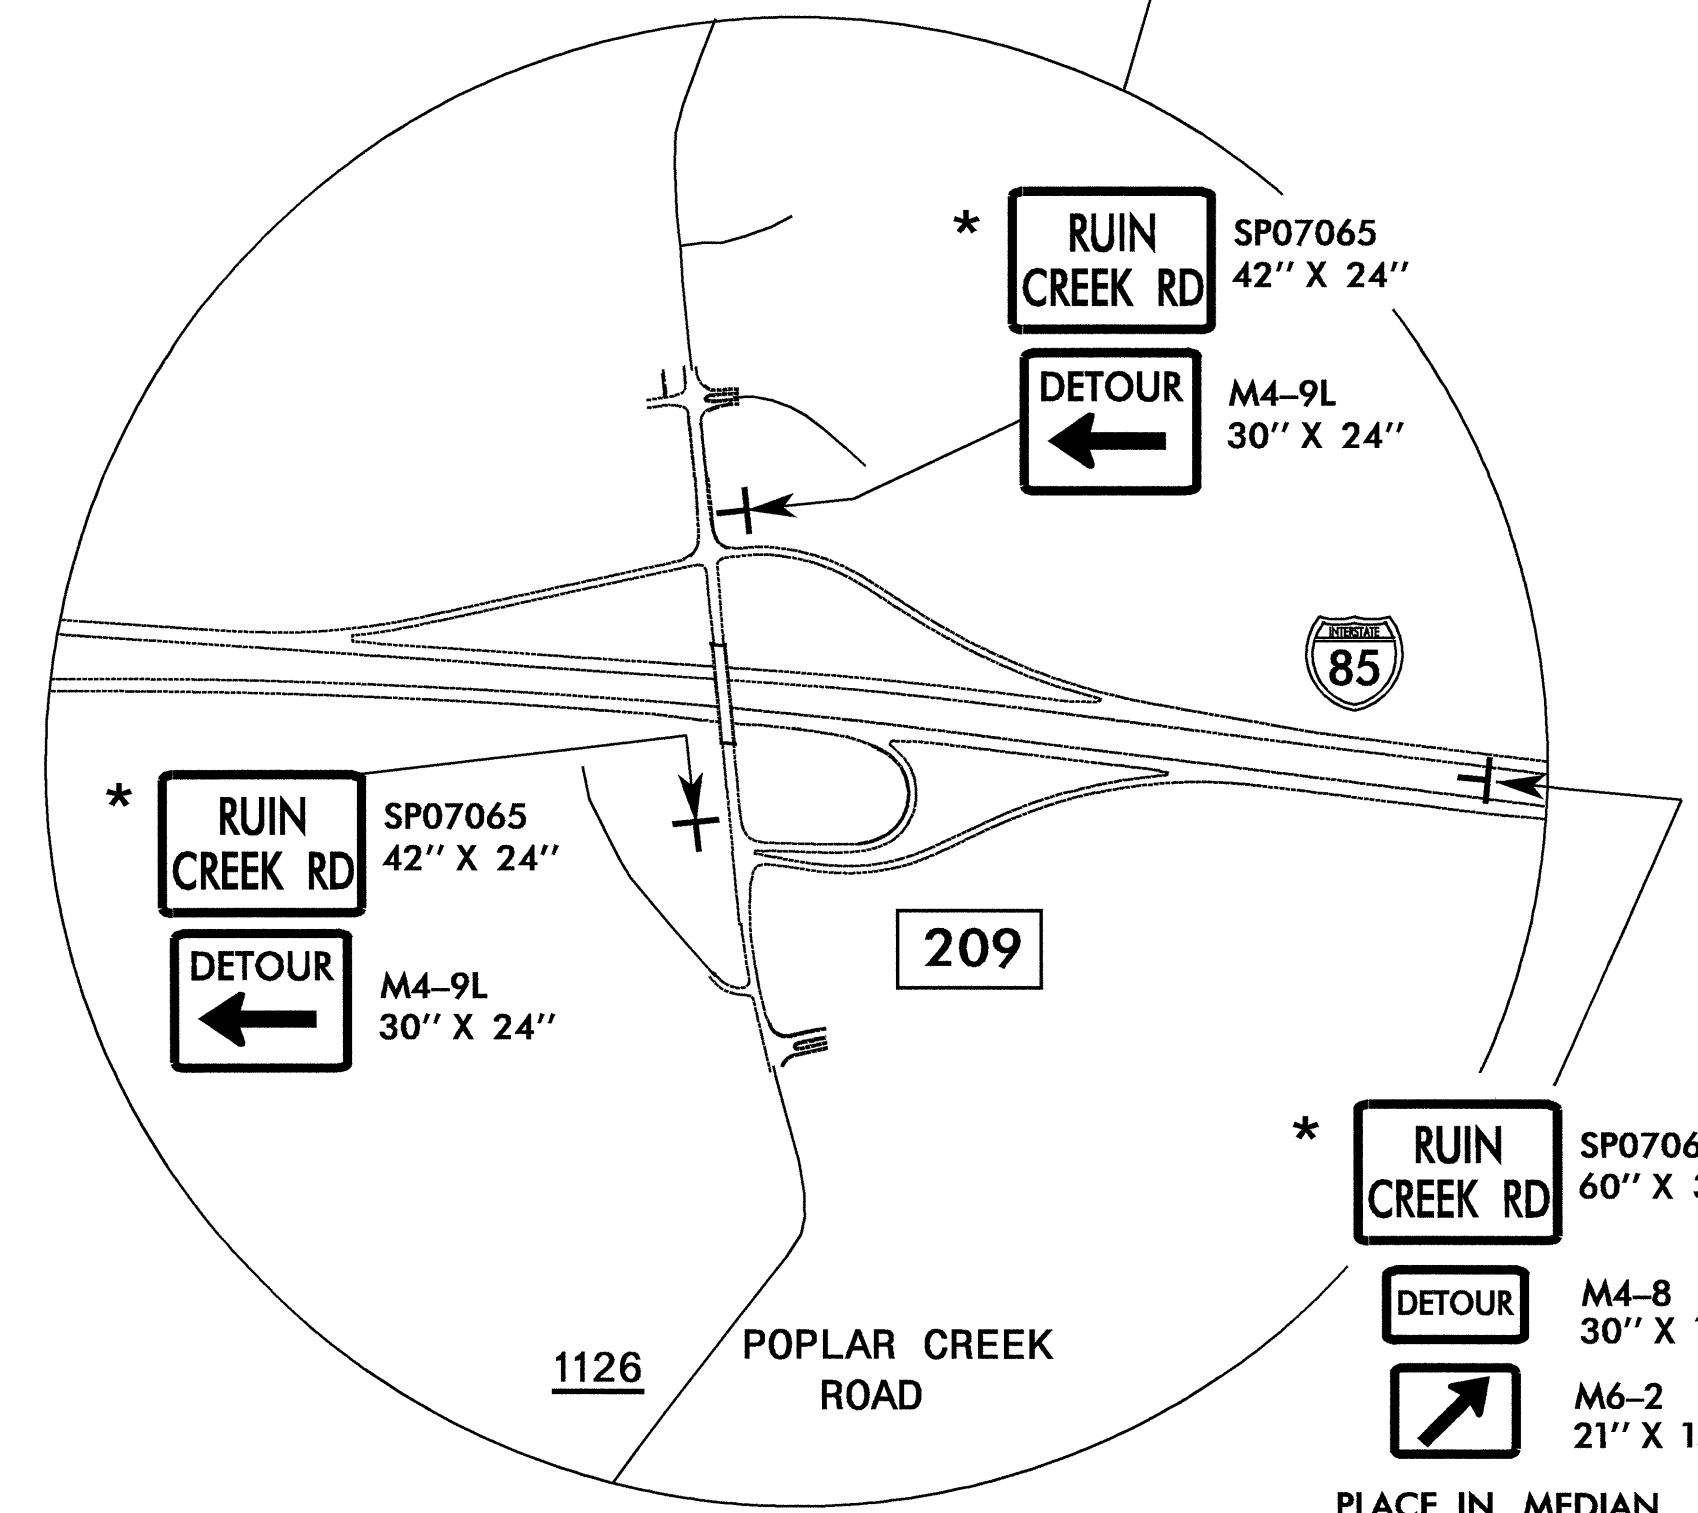 *
RUIN
CREEK RD
SP07065
42" X 24"
DETOUR
M4-9L
30" X 24"
INTERSTATE
85
*
RUIN
CREEK RD
SP07065
42" X 24"
DETOUR
M4-9L
30" X 24"
209
*
RUIN
CREEK RD
SP0706
60" X
DETOUR
M4-8
30" X
M6-2
21" X 1
POPLAR CREEK
ROAD
1126
PLACE IN MEDIAN